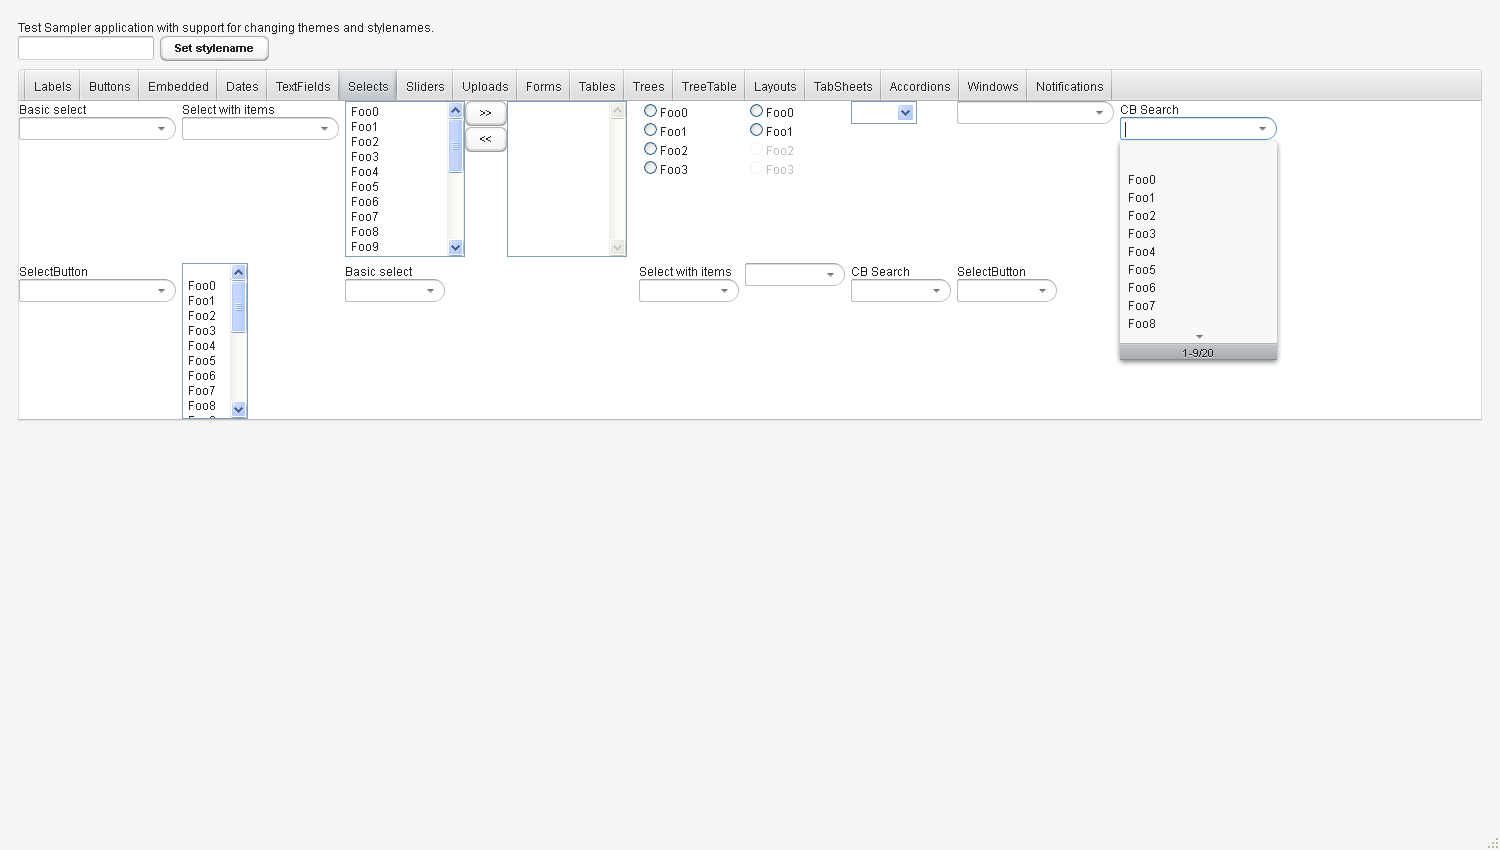 Test Sampler application with support for changing themes and stylenames.
Set stylename
Labels Buttons Embedded Dates TextFields Selects Sliders Uploads Forms Tables Trees TreeTable Layouts TabSheets Accordions Windows Notifications
Basic select
Select with items
Foo0
Foo1
Foo2
Foo3
Foo4
Foo5
Foo6
Foo7
Foo8
Foo9
>>
<<
Foo0
Foo1
Foo2
Foo3
Foo0
Foo1
Foo2
Foo3
CB Search
Foo0
Foo1
Foo2
Foo3
Foo4
Foo5
Foo6
Foo7
Foo8
1-9/20
SelectButton
Foo0
Foo1
Foo2
Foo3
Foo4
Foo5
Foo6
Foo7
Foo8
Basic select
Select with items
CB Search
SelectButton